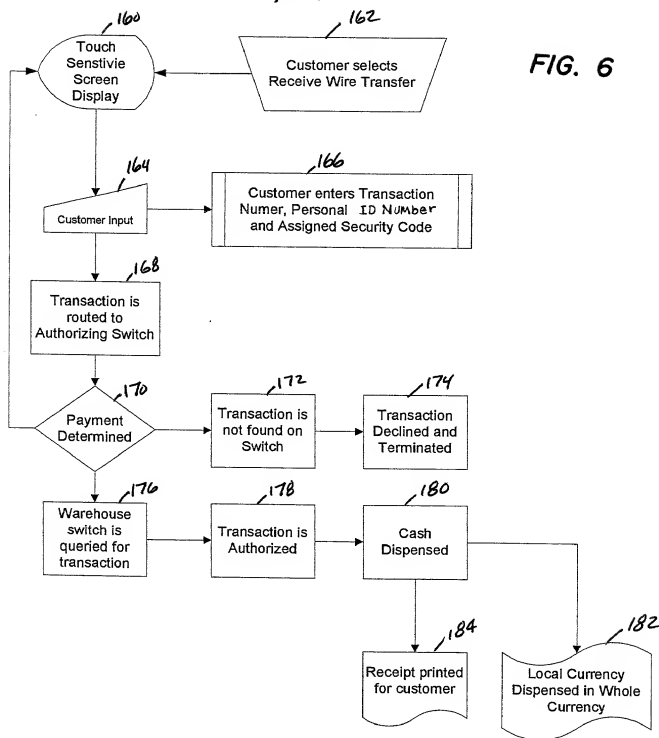 160
Touch
Senstivie
Screen
Display
162
Customer selects
Receive Wire Transfer
FIG. 6
164
Customer Input
166
Customer enters Transaction
Numer, Personal ID Number
and Assigned Security Code
168
Transaction is
routed to
Authorizing Switch
170
Payment
Determined
172
Transaction is
not found on
Switch
174
Transaction
Declined and
Terminated
176
Warehouse
switch is
queried for
transaction
178
Transaction is
Authorized
180
Cash
Dispensed
184
Receipt printed
for customer
182
Local Currency
Dispensed in Whole
Currency